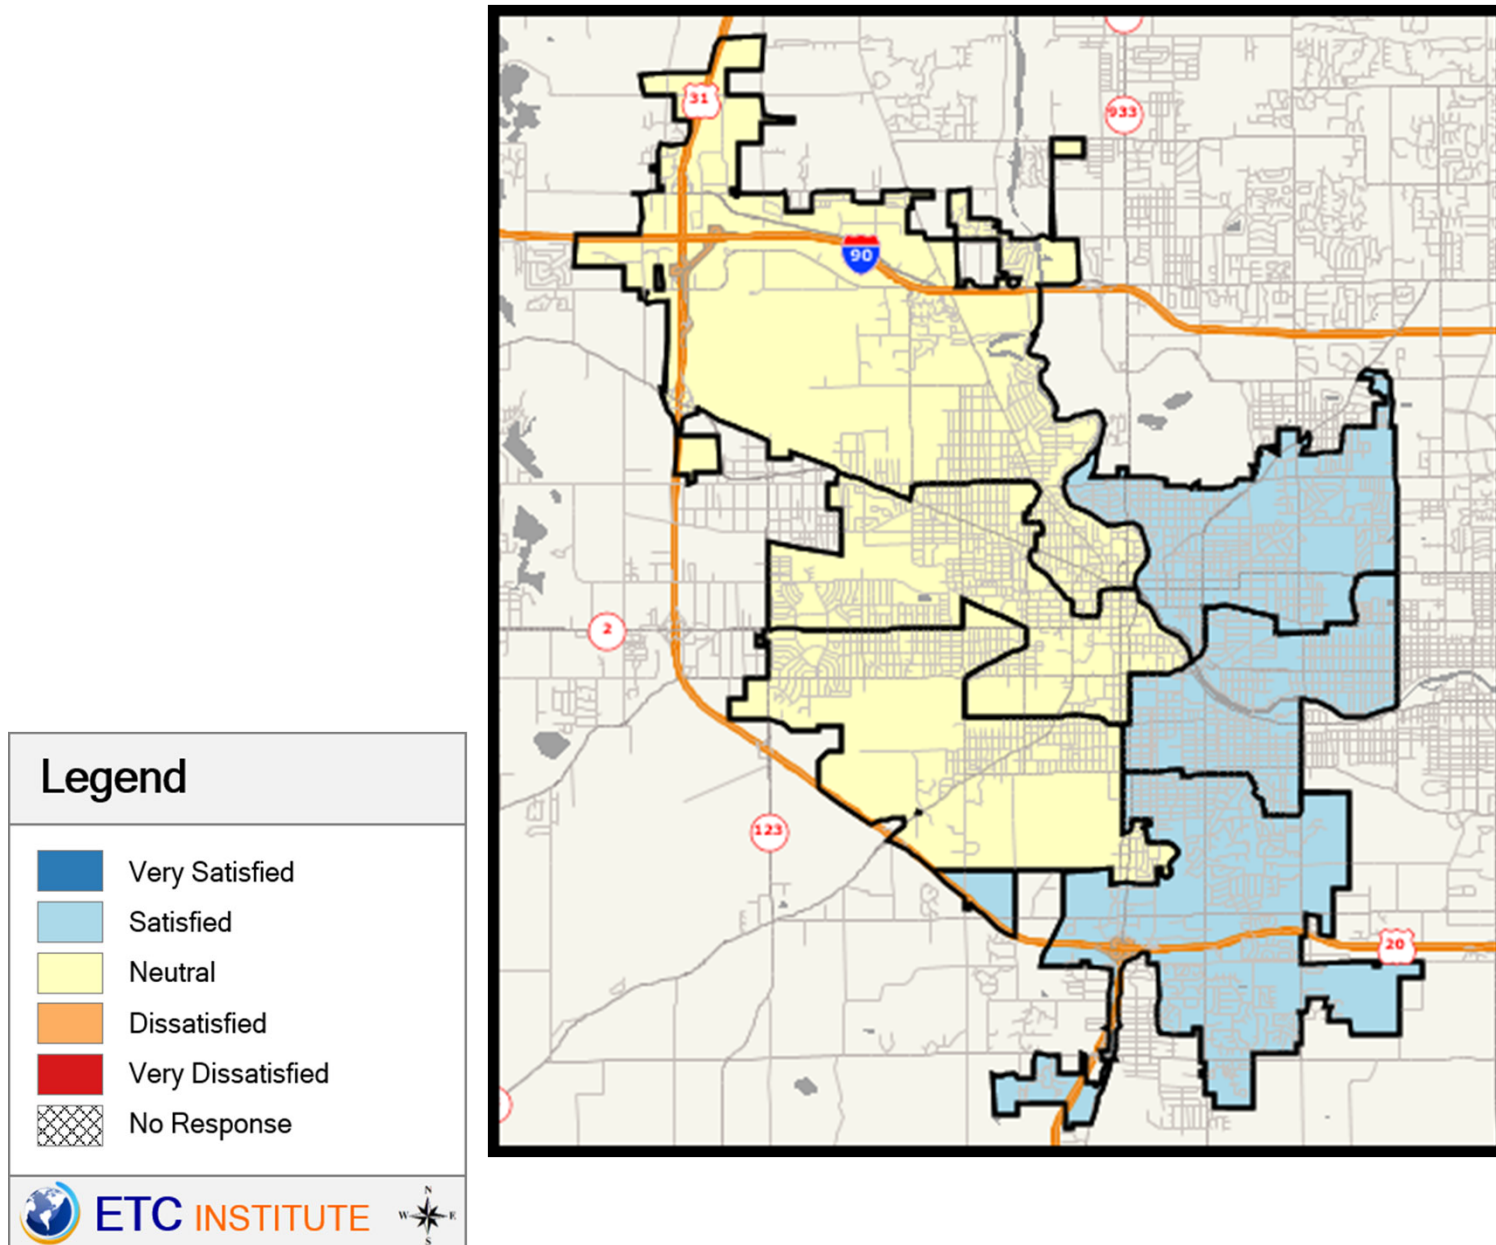 31
933
90
2
123
20
Legend
Very Satisfied
Satisfied
Neutral
Dissatisfied
Very Dissatisfied
No Response
ETC INSTITUTE
N
W E
S